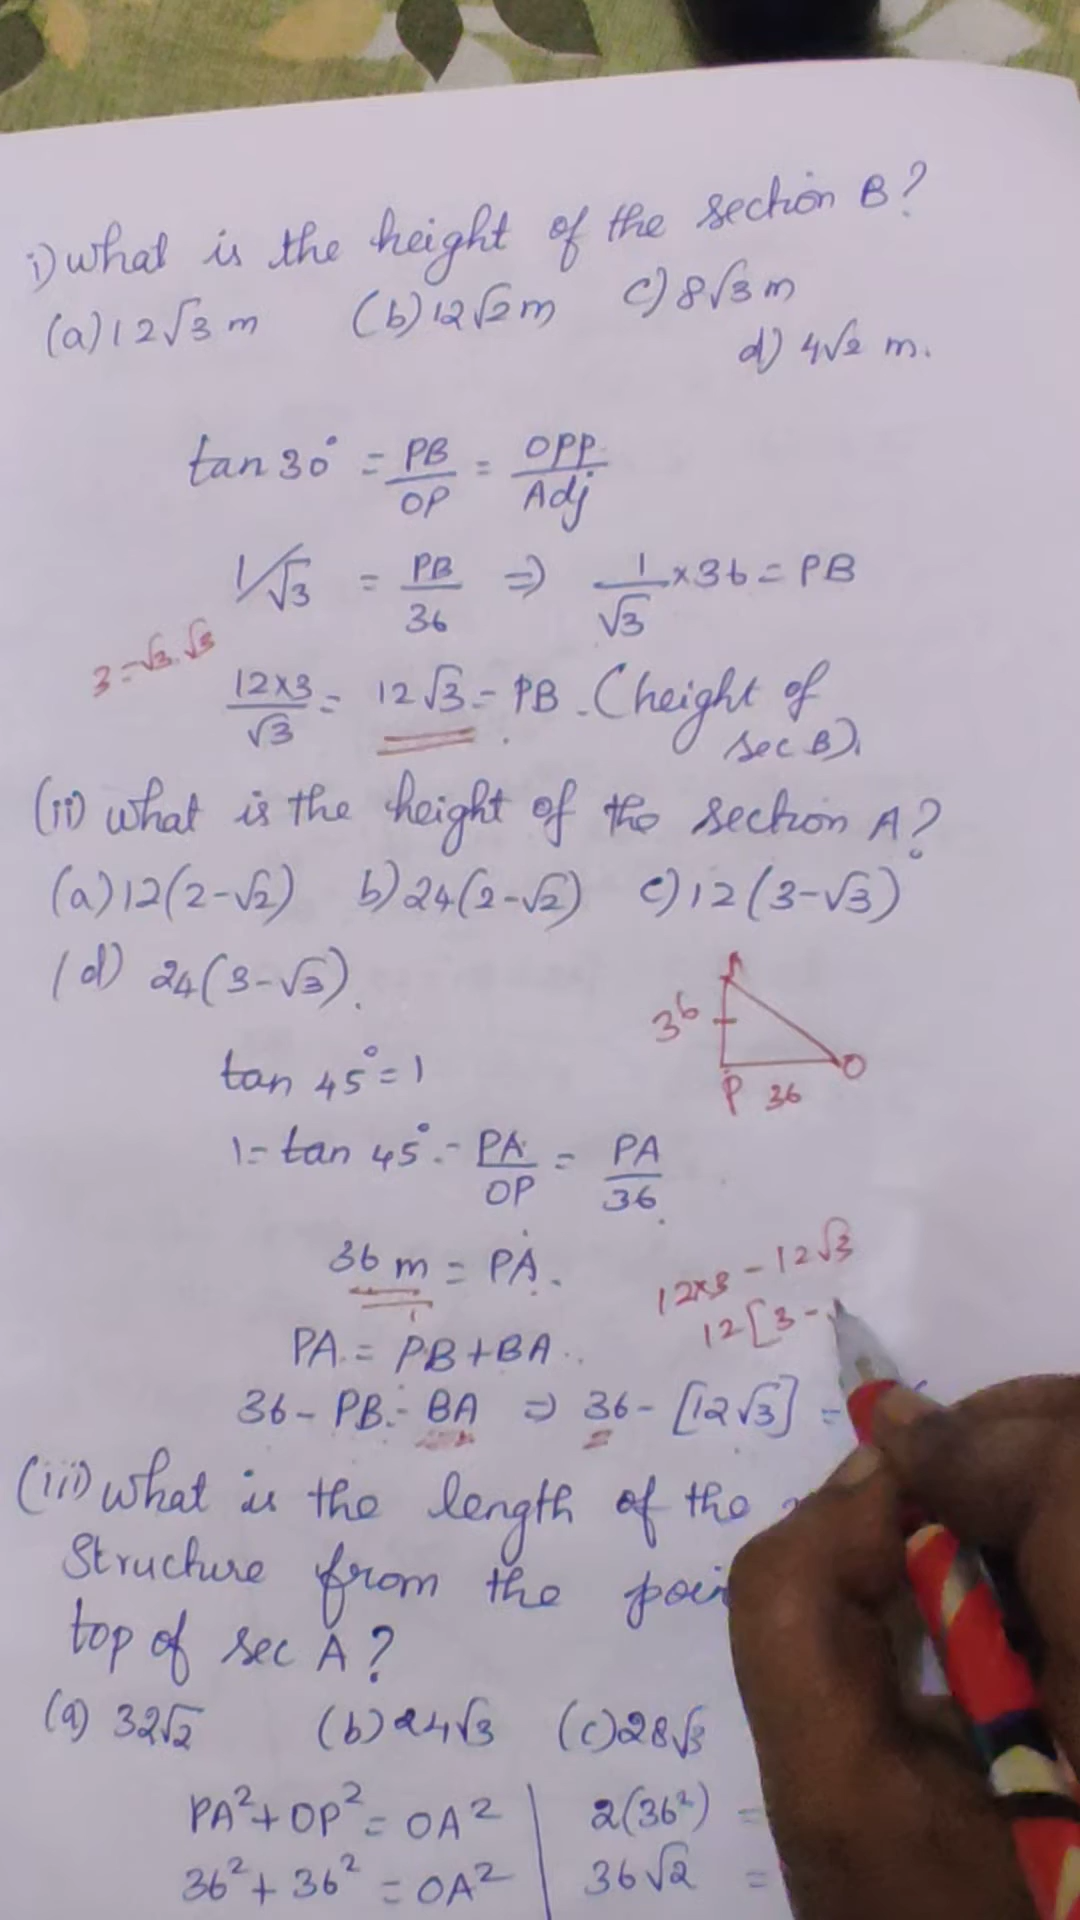 i) What is the height of the section B?
(a) 12√3 m (b) 12√2 m c) 8√3 m
d) 4√2 m.
tan 30° = PB/OP = OPP./Adj
1/√3 = PB/36 ⇒ 1/√3 × 36 = PB
3 = √3.√3
12×3/√3 = 12√3 = PB. (height of
sec B).
(ii) What is the height of the section A?
(a) 12(2-√2) b) 24(2-√2) c) 12(3-√3)
(d) 24(3-√3).
A
36
P 36 O
tan 45° = 1
1 = tan 45° = PA/OP = PA/36.
36 m = PA.
12×3 - 12√3
12[3 -
PA = PB + BA.
36 - PB = BA ⇒ 36 - [12√3] =
(iii) What is the length of the
Structure from the
top of sec A?
(a) 32√2 (b) 24√3 (c) 28√3
PA² + OP² = OA² | 2(36²) =
36² + 36² = OA² | 36√2 =